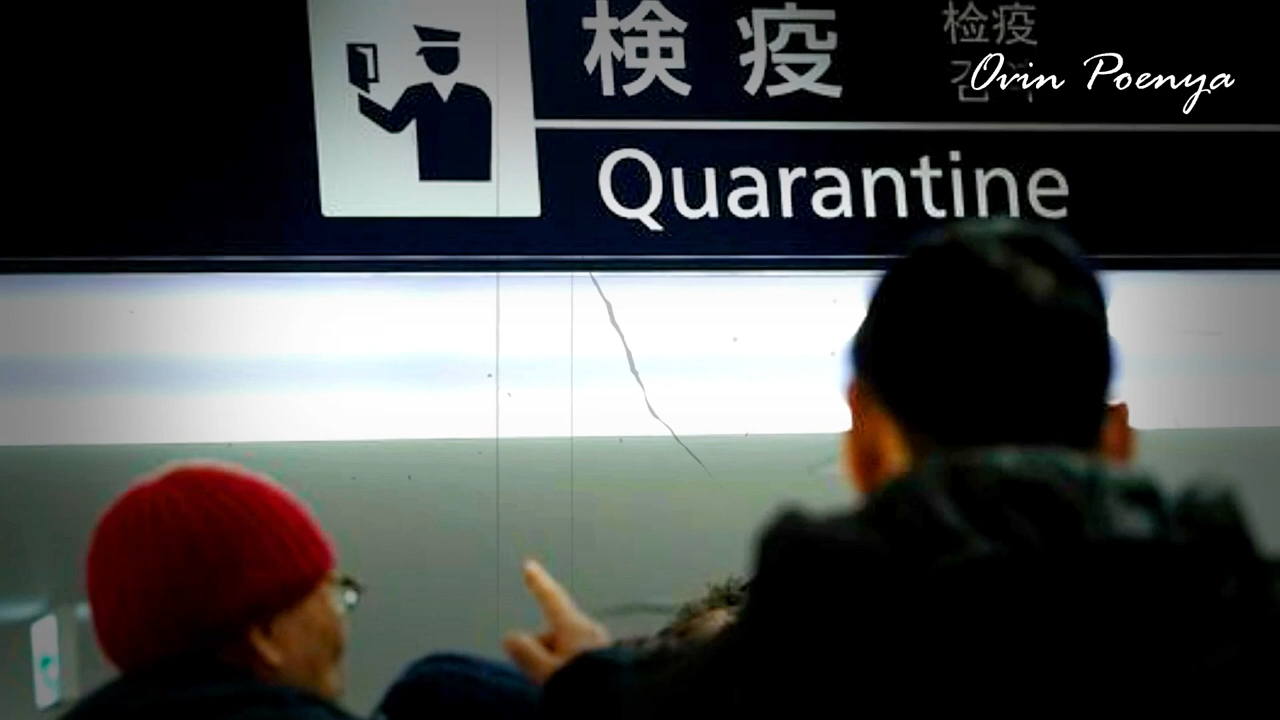 検疫
检疫
Ovin Poenya
Quarantine